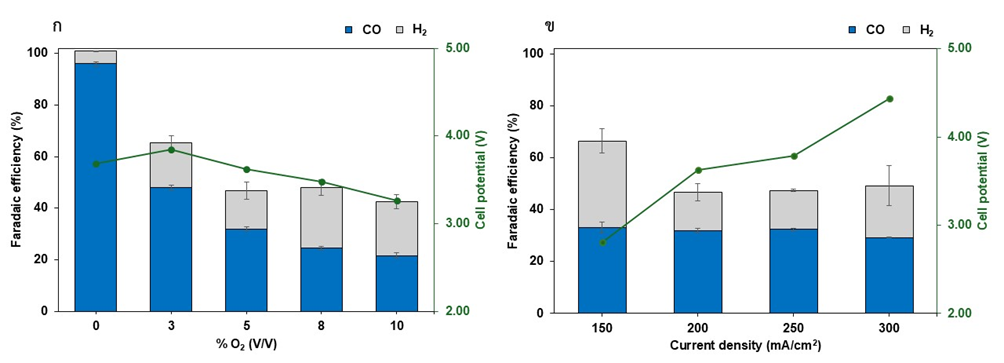 ก
CO H₂
Faradaic efficiency (%)
100
80
60
40
20
0
0 3 5 8 10
% O₂ (V/V)
5.00
4.00
3.00
2.00
Cell potential (V)
ข
CO H₂
Faradaic efficiency (%)
100
80
60
40
20
0
150 200 250 300
Current density (mA/cm²)
5.00
4.00
3.00
2.00
Cell potential (V)